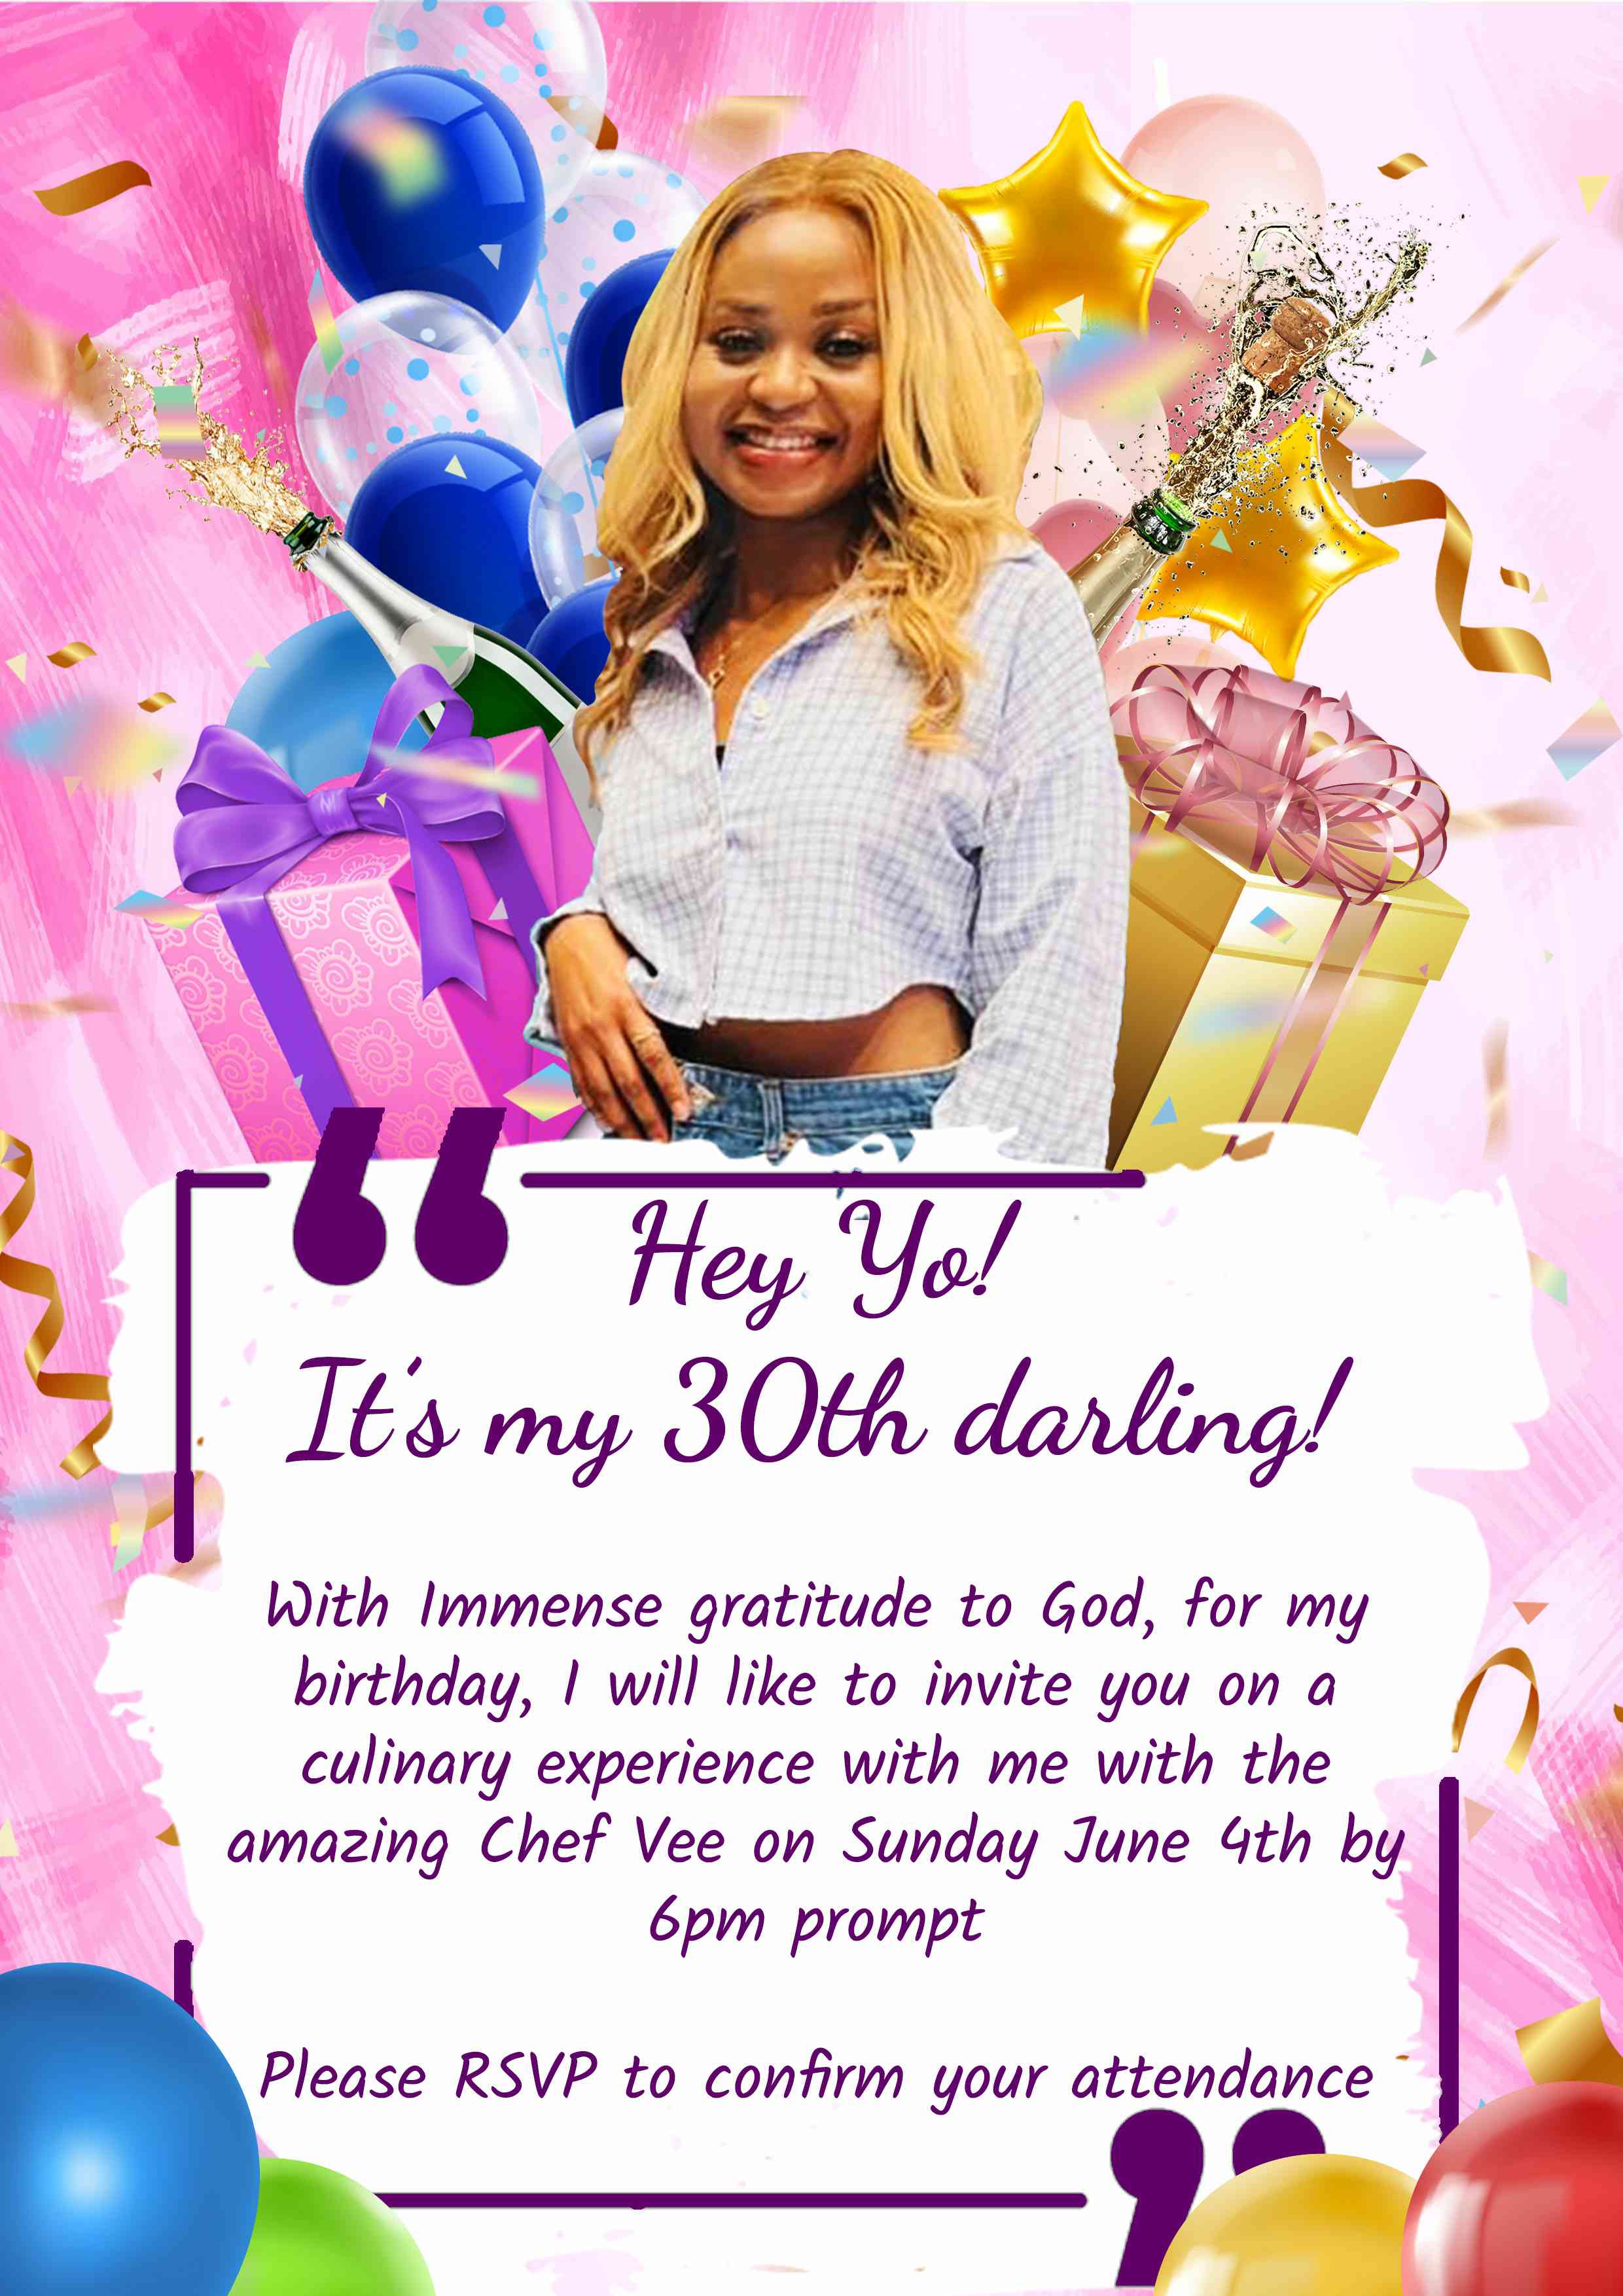 Hey Yo!
It's my 30th darling!
With Immense gratitude to God, for my
birthday, I will like to invite you on a
culinary experience with me with the
amazing Chef Vee on Sunday June 4th by
6pm prompt
Please RSVP to confirm your attendance